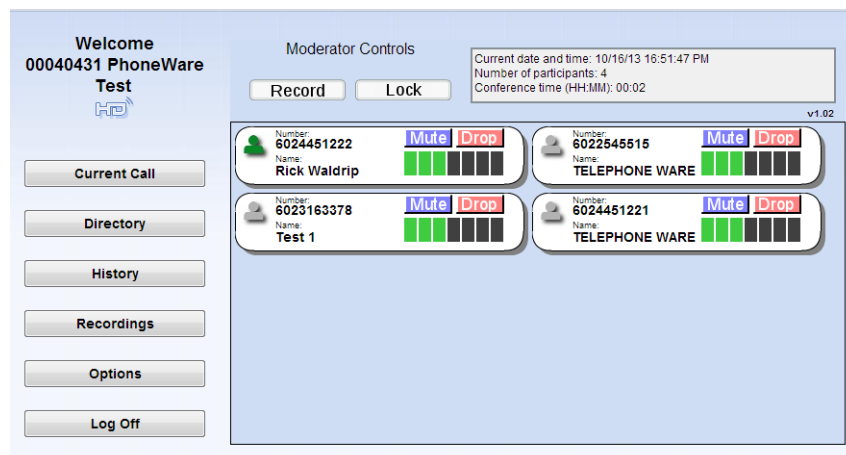 Welcome
00040431 PhoneWare
Test
HD
Current Call
Directory
History
Recordings
Options
Log Off
Moderator Controls
Record Lock
Current date and time: 10/16/13 16:51:47 PM
Number of participants: 4
Conference time (HH:MM): 00:02
v1.02
Number:
6024451222
Mute Drop
Name:
Rick Waldrip
Number:
6022545515
Mute Drop
Name:
TELEPHONE WARE
Number:
6023163378
Mute Drop
Name:
Test 1
Number:
6024451221
Mute Drop
Name:
TELEPHONE WARE